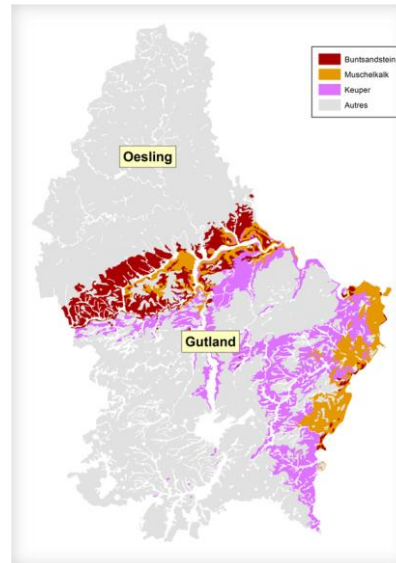 Buntsandstein
Muschelkalk
Keuper
Autres
Oesling
Gutland